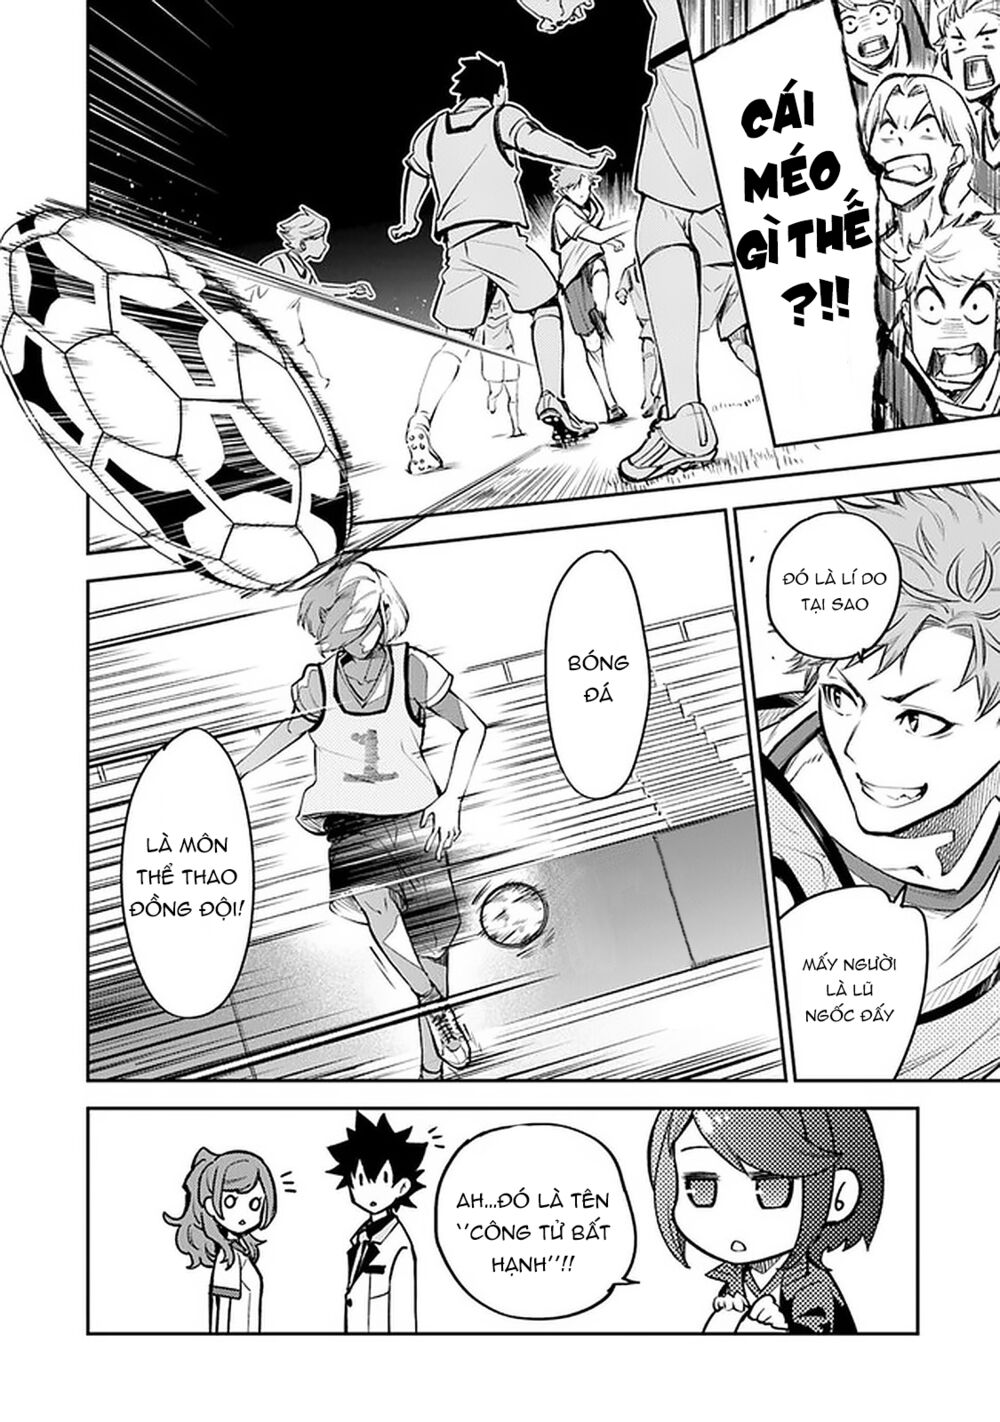 CÁI
MÉO
GÌ THẾ
?!!
ĐÓ LÀ LÍ DO
TẠI SAO
MẤY NGƯỜI
LÀ LŨ
NGỐC ĐẤY
BÓNG
ĐÁ
1
LÀ MÔN
THỂ THAO
ĐỒNG ĐỘI!
AH...ĐÓ LÀ TÊN
''CÔNG TỬ BẤT
HẠNH''!!